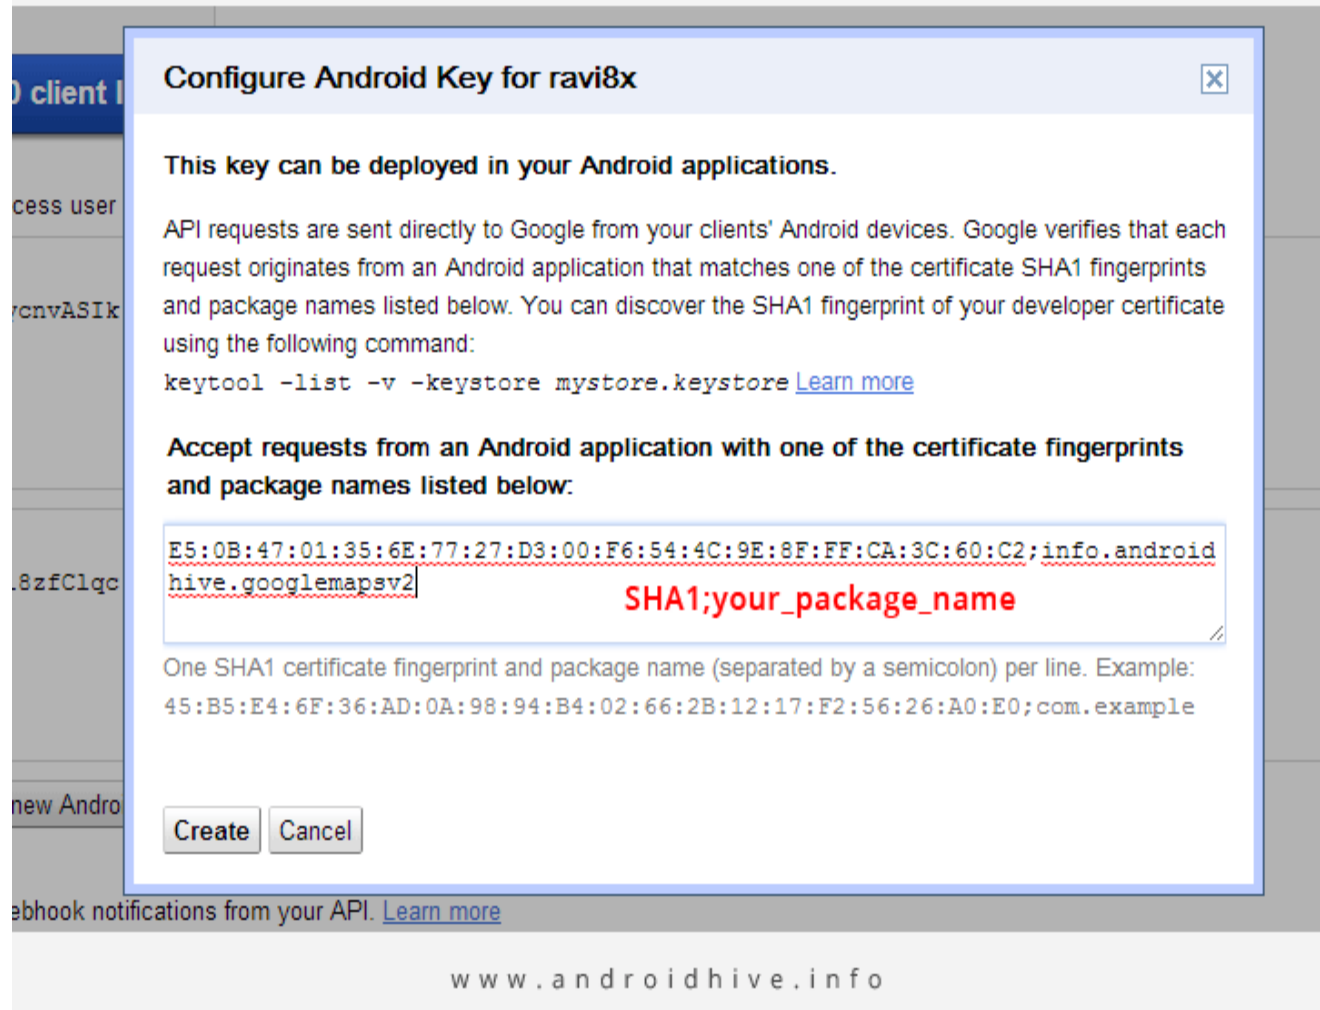 Configure Android Key for ravi8x
client
This key can be deployed in your Android applications.
cess user
API requests are sent directly to Google from your clients' Android devices. Google verifies that each
request originates from an Android application that matches one of the certificate SHA1 fingerprints
and package names listed below. You can discover the SHA1 fingerprint of your developer certificate
ycnvASIk
using the following command:
keytool -list -v -keystore mystore.keystore Learn more
Accept requests from an Android application with one of the certificate fingerprints
and package names listed below:
E5:0B:47:01:35:6E:77:27:D3:00:F6:54:4C:9E:8F:FF:CA:3C:60:C2;info.android
hive.googlemapsv2
.8zfClqc
SHA1;your_package_name
One SHA1 certificate fingerprint and package name (separated by a semicolon) per line. Example:
45:B5:E4:6F:36:AD:0A:98:94:B4:02:66:2B:12:17:F2:56:26:A0:E0;com.example
new Andro
Create Cancel
ebhook notifications from your API. Learn more
www.androidhive.info